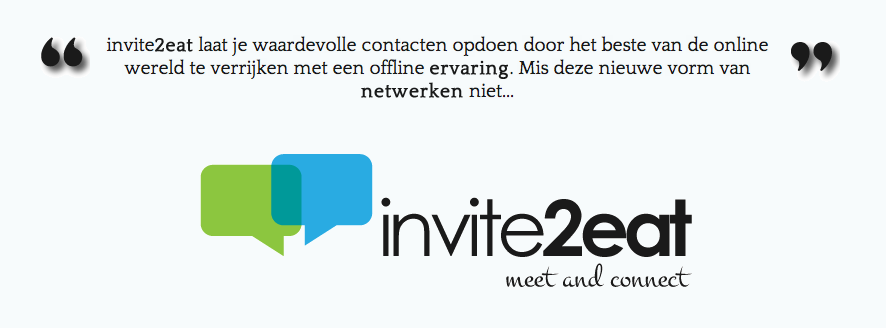 “ invite2eat laat je waardevolle contacten opdoen door het beste van de online ”
wereld te verrijken met een offline ervaring. Mis deze nieuwe vorm van
netwerken niet...
invite2eat
meet and connect